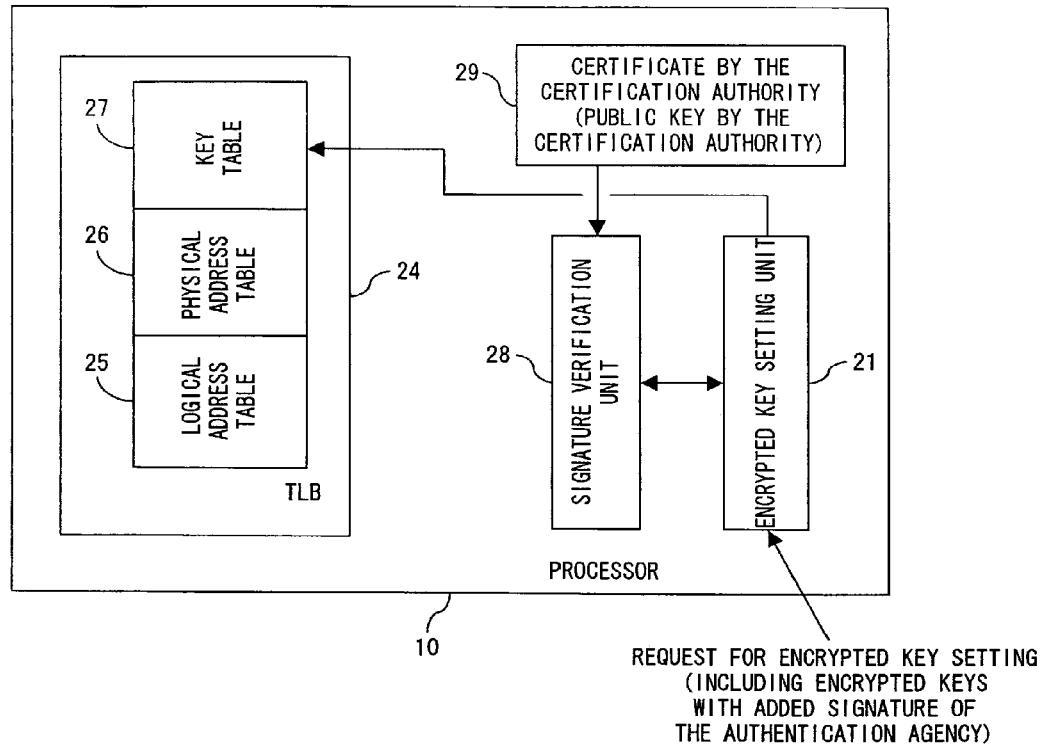 29
CERTIFICATE BY THE
CERTIFICATION AUTHORITY
(PUBLIC KEY BY THE
CERTIFICATION AUTHORITY)
27
KEY
TABLE
26
PHYSICAL
ADDRESS
TABLE
24
25
LOGICAL
ADDRESS
TABLE
TLB
28
SIGNATURE VERIFICATION
UNIT
21
ENCRYPTED KEY SETTING UNIT
PROCESSOR
10
REQUEST FOR ENCRYPTED KEY SETTING
(INCLUDING ENCRYPTED KEYS
WITH ADDED SIGNATURE OF
THE AUTHENTICATION AGENCY)